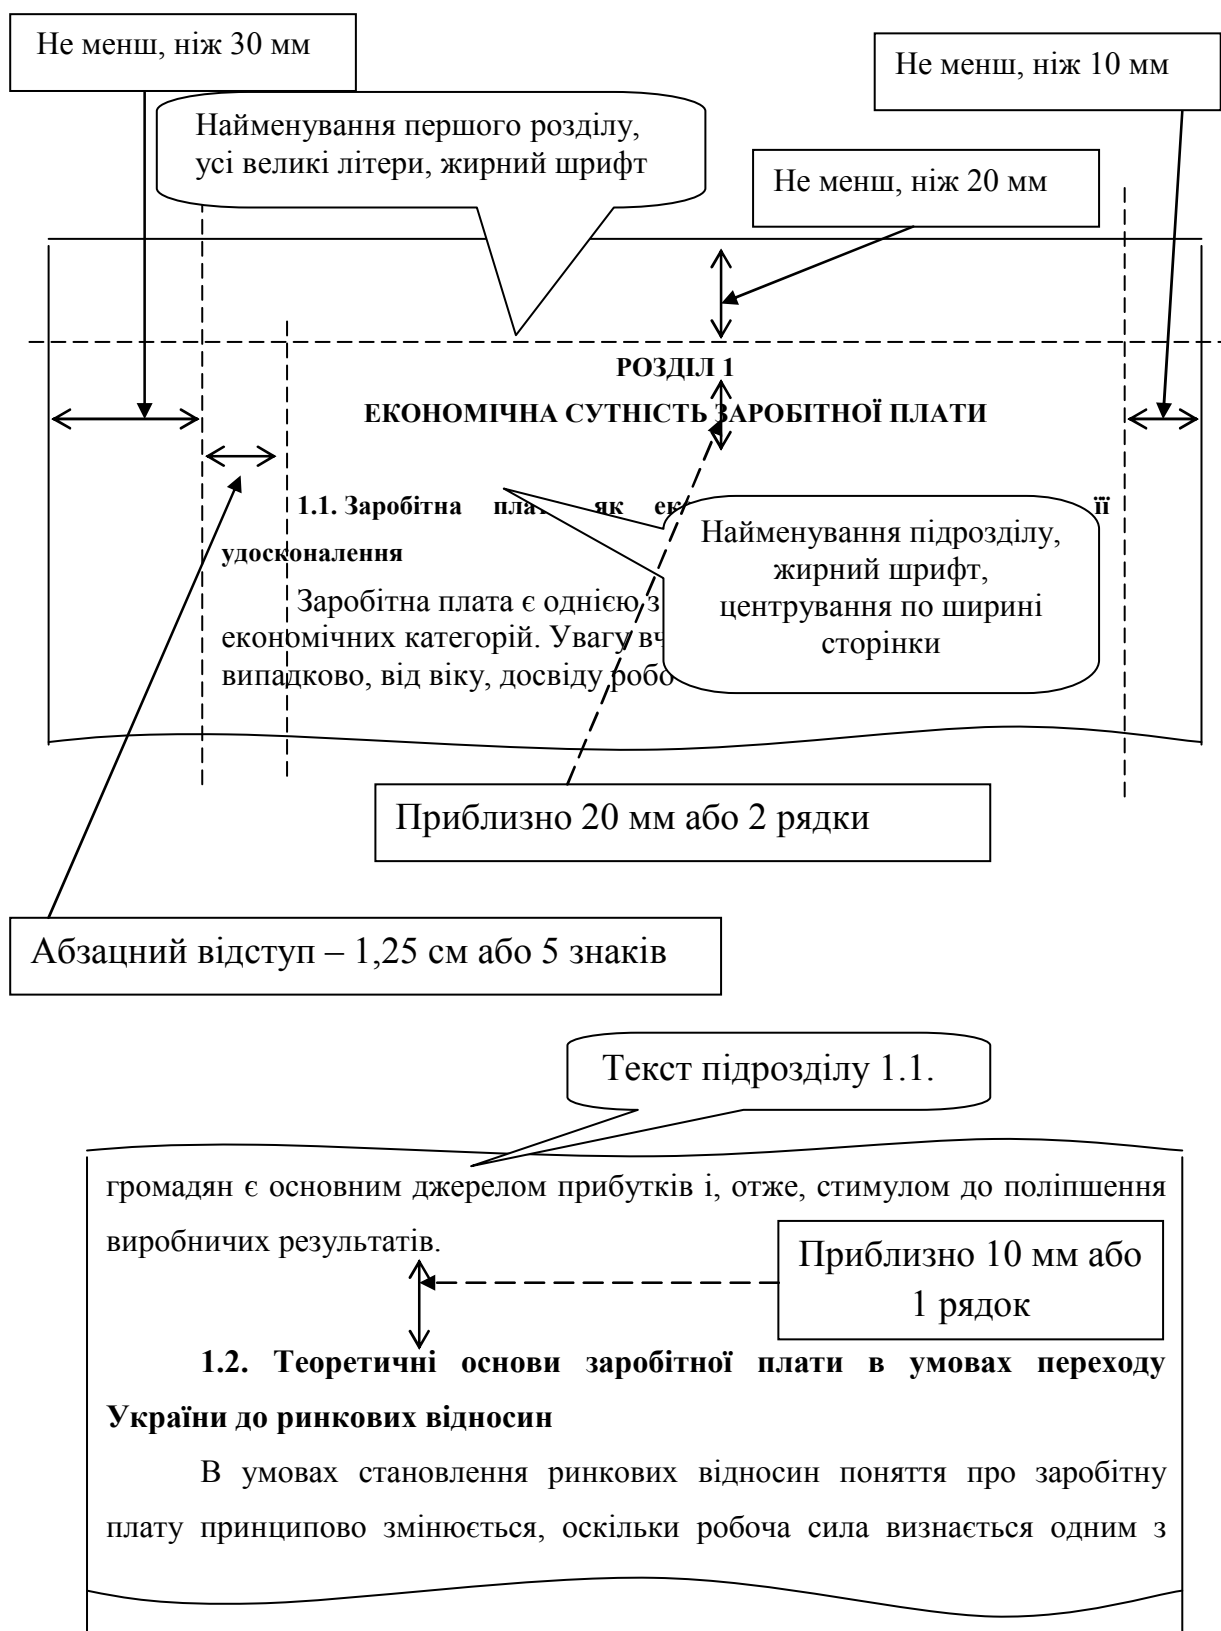 Не менш, ніж 30 мм
Не менш, ніж 10 мм
Найменування першого розділу,
усі великі літери, жирний шрифт
Не менш, ніж 20 мм
РОЗДІЛ 1
ЕКОНОМІЧНА СУТНІСТЬ ЗАРОБІТНОЇ ПЛАТИ
1.1. Заробітна плата як її
удосконалення
Найменування підрозділу,
жирний шрифт,
центрування по ширині
сторінки
Заробітна плата є однією з
економічних категорій. Увагу
випадково, від віку, досвіду
Приблизно 20 мм або 2 рядки
Абзацний відступ – 1,25 см або 5 знаків
Текст підрозділу 1.1.
громадян є основним джерелом прибутків і, отже, стимулом до поліпшення
виробничих результатів.
Приблизно 10 мм або
1 рядок
1.2. Теоретичні основи заробітної плати в умовах переходу
України до ринкових відносин
В умовах становлення ринкових відносин поняття про заробітну
плату принципово змінюється, оскільки робоча сила визнається одним з